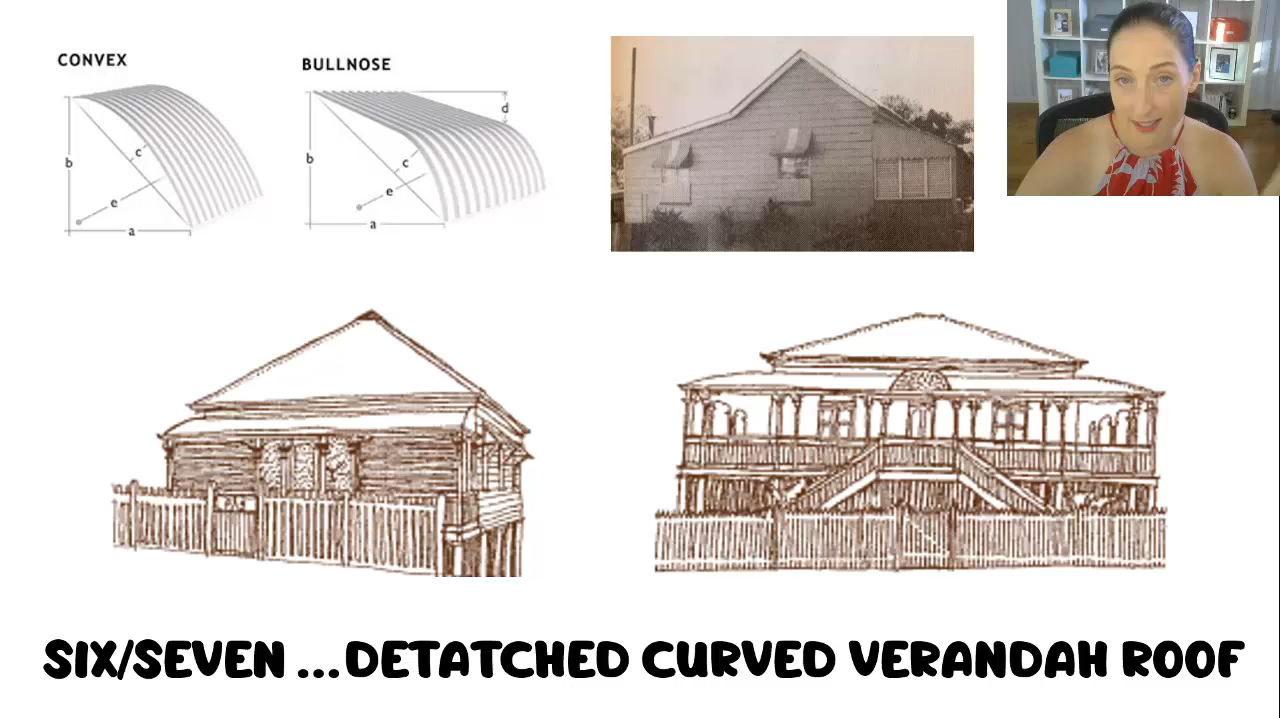 CONVEX
BULLNOSE
b
c
e
a
b
c
e
a
d
SIX/SEVEN ...DETATCHED CURVED VERANDAH ROOF